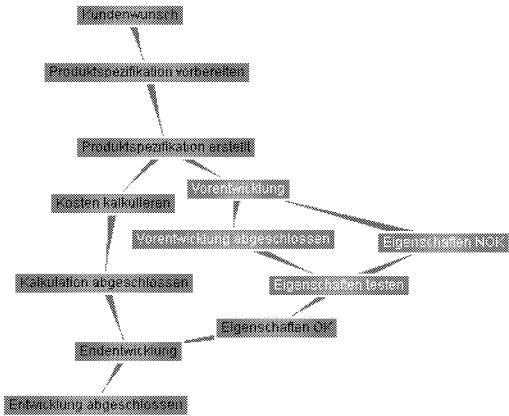 Kundenwunsch
Produktspezifikation vorbereiten
Produktspezifikation erstellt
Vorentwicklung
Kosten kalkulieren
Vorentwicklung abgeschlossen
Eigenschaften NOK
Kalkulation abgeschlossen
Eigenschaften testen
Eigenschaften OK
Endentwicklung
Entwicklung abgeschlossen